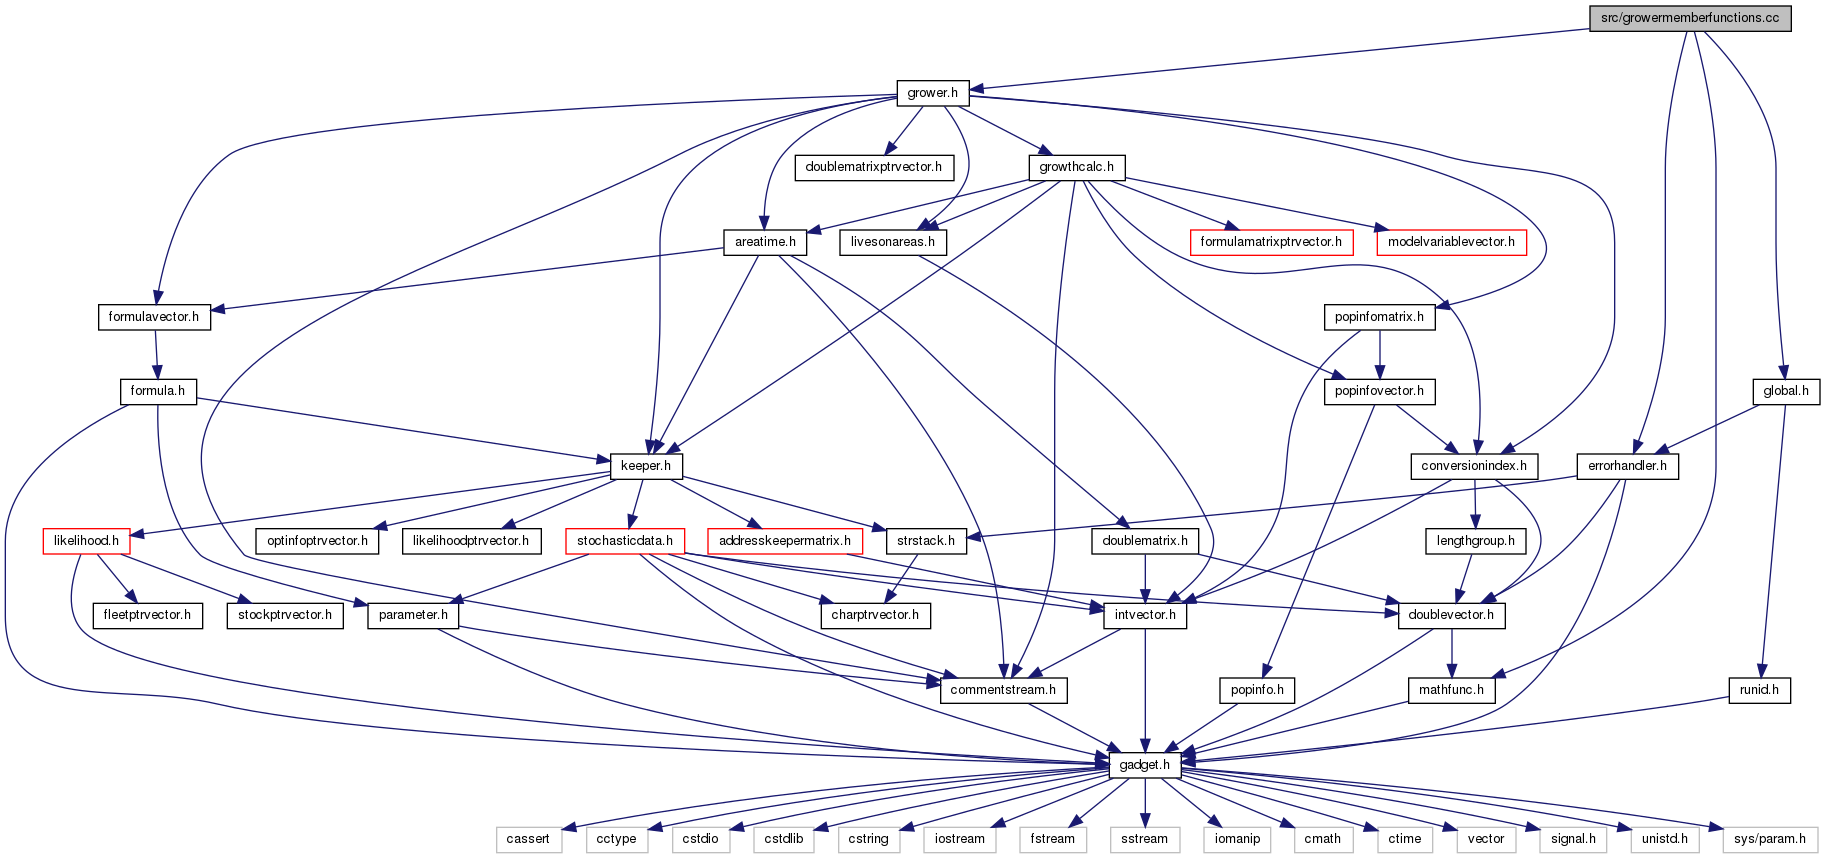 src/growermemberfunctions.cc
grower.h
doublematrixptrvector.h
growthcalc.h
areatime.h
livesonareas.h
formulamatrixptrvector.h
modelvariablevector.h
formulavector.h
popinfomatrix.h
formula.h
popinfovector.h
global.h
keeper.h
conversionindex.h
errorhandler.h
likelihood.h
optinfoptrvector.h
likelihoodptrvector.h
stochasticdata.h
addresskeepermatrix.h
strstack.h
doublematrix.h
lengthgroup.h
fleetptrvector.h
stockptrvector.h
parameter.h
charptrvector.h
intvector.h
doublevector.h
commentstream.h
popinfo.h
mathfunc.h
runid.h
gadget.h
cassert
cctype
cstdio
cstdlib
cstring
iostream
fstream
sstream
iomanip
cmath
ctime
vector
signal.h
unistd.h
sys/param.h